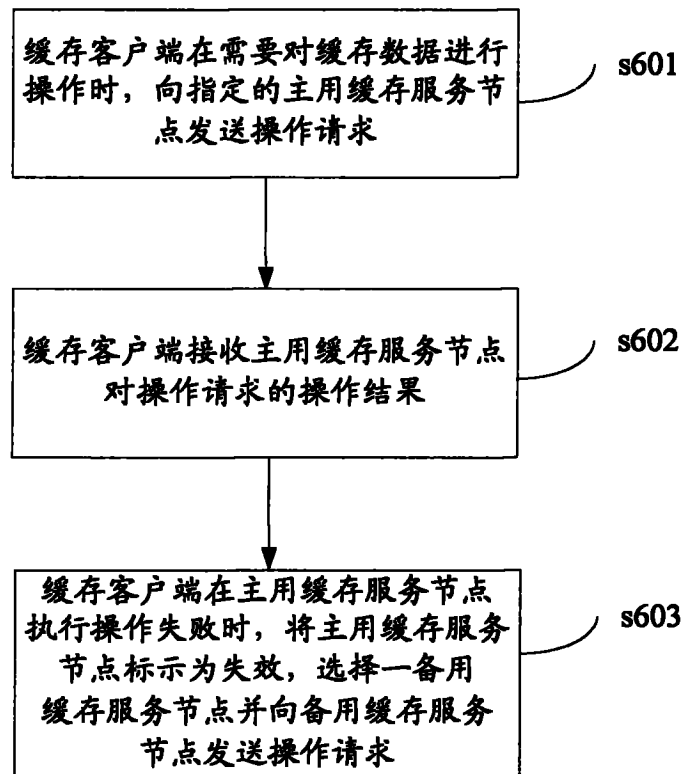 缓存客户端在需要对缓存数据进行
操作时，向指定的主用缓存服务节
点发送操作请求
s601
缓存客户端接收主用缓存服务节点
对操作请求的操作结果
s602
缓存客户端在主用缓存服务节点
执行操作失败时，将主用缓存服务
节点标示为失效，选择一备用
缓存服务节点并向备用缓存服务
节点发送操作请求
s603